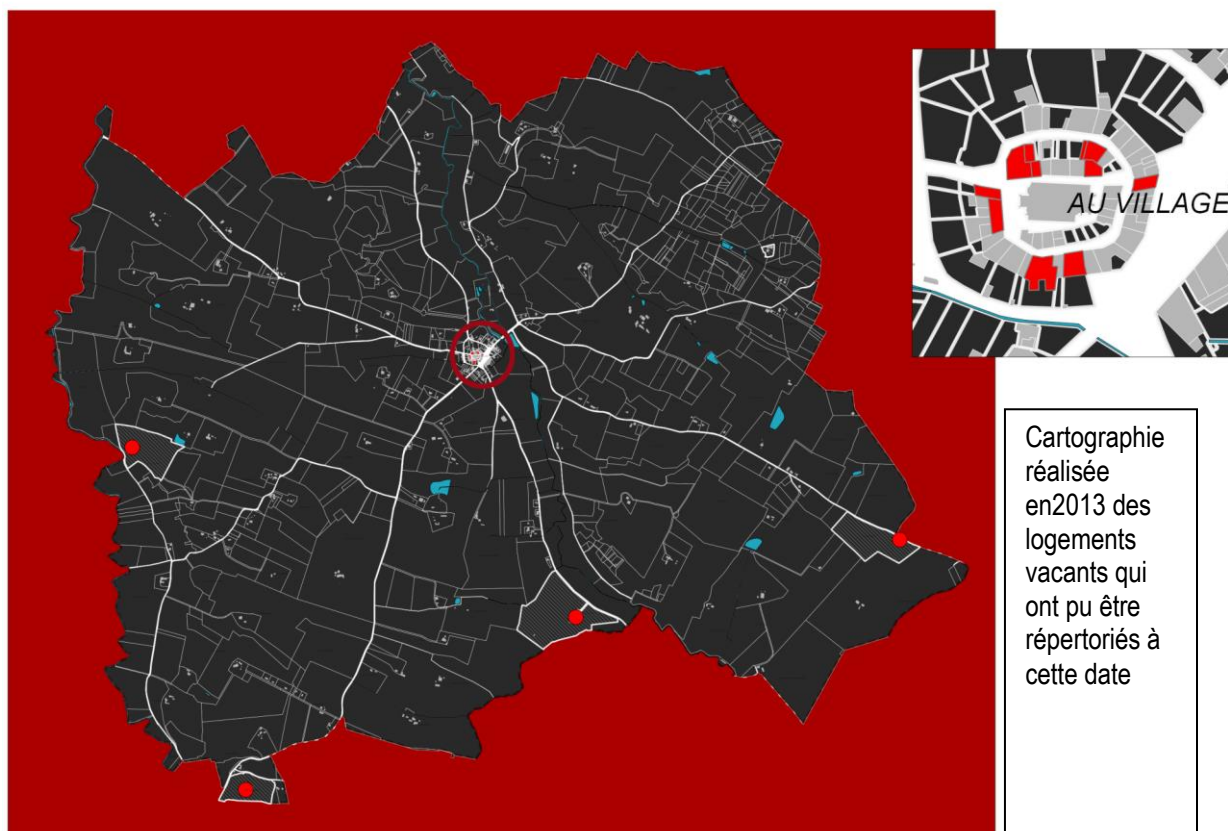 AU VILLAGE
Cartographie
réalisée
en2013 des
logements
vacants qui
ont pu être
répertoriés à
cette date